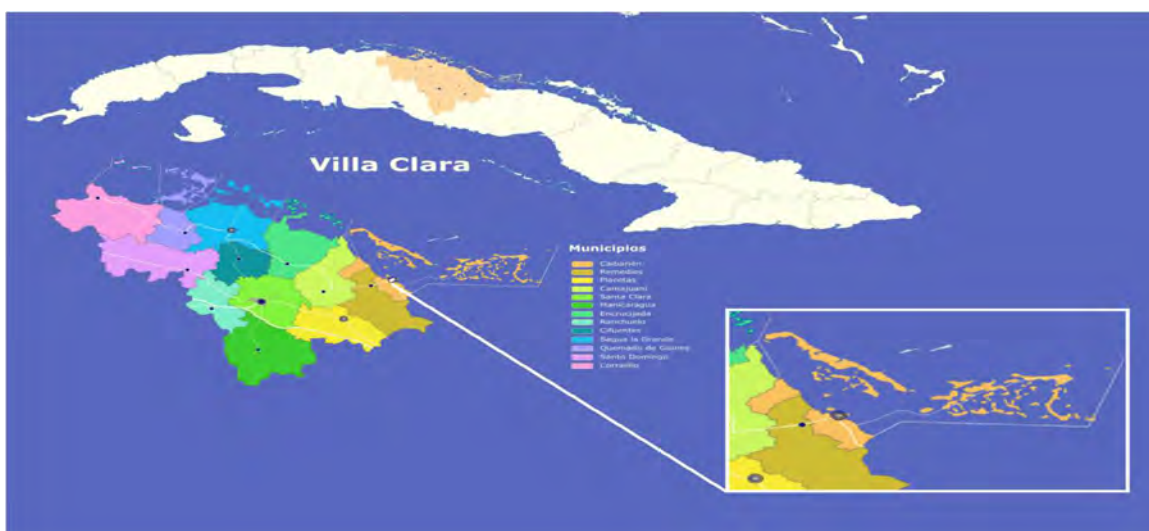 Villa Clara
Municipios
Caibarién
Remedios
Placetas
Camajuaní
Santa Clara
Manicaragua
Encrucijada
Ranchuelo
Cifuentes
Sagua la Grande
Quemado de Güines
Santo Domingo
Corralillo